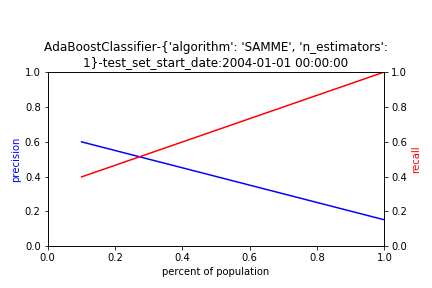 AdaBoostClassifier-{'algorithm': 'SAMME', 'n_estimators':
1}-test_set_start_date:2004-01-01 00:00:00
1.0
0.8
0.6
0.4
0.2
0.0
precision
1.0
0.8
0.6
0.4
0.2
0.0
recall
0.0 0.2 0.4 0.6 0.8 1.0
percent of population